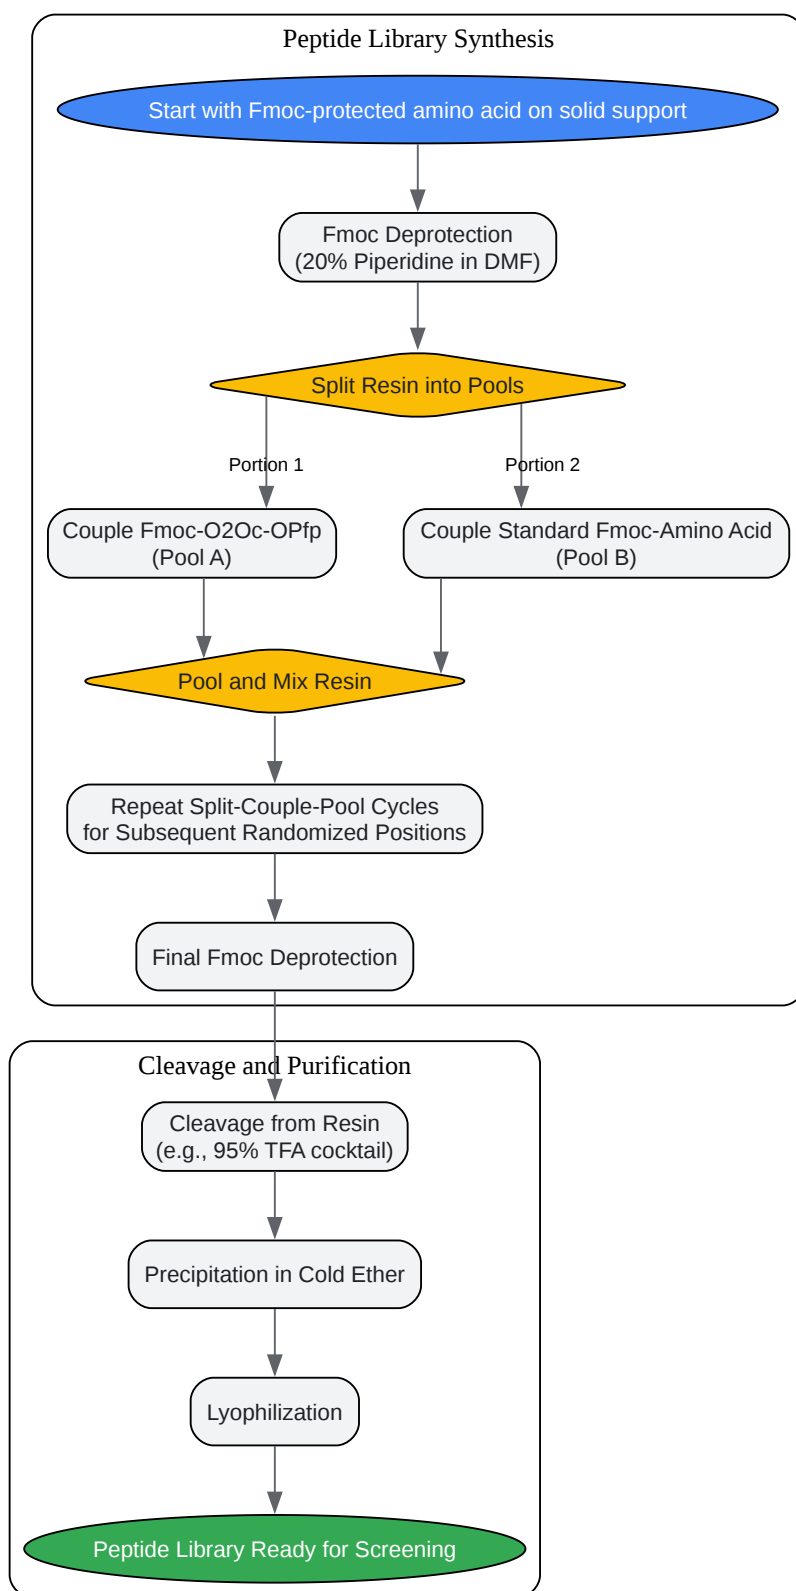 Peptide Library Synthesis
Start with Fmoc-protected amino acid on solid support
Fmoc Deprotection
(20% Piperidine in DMF)
Split Resin into Pools
Portion 1
Portion 2
Couple Fmoc-O2Oc-OPfp
(Pool A)
Couple Standard Fmoc-Amino Acid
(Pool B)
Pool and Mix Resin
Repeat Split-Couple-Pool Cycles
for Subsequent Randomized Positions
Final Fmoc Deprotection
Cleavage and Purification
Cleavage from Resin
(e.g., 95% TFA cocktail)
Precipitation in Cold Ether
Lyophilization
Peptide Library Ready for Screening